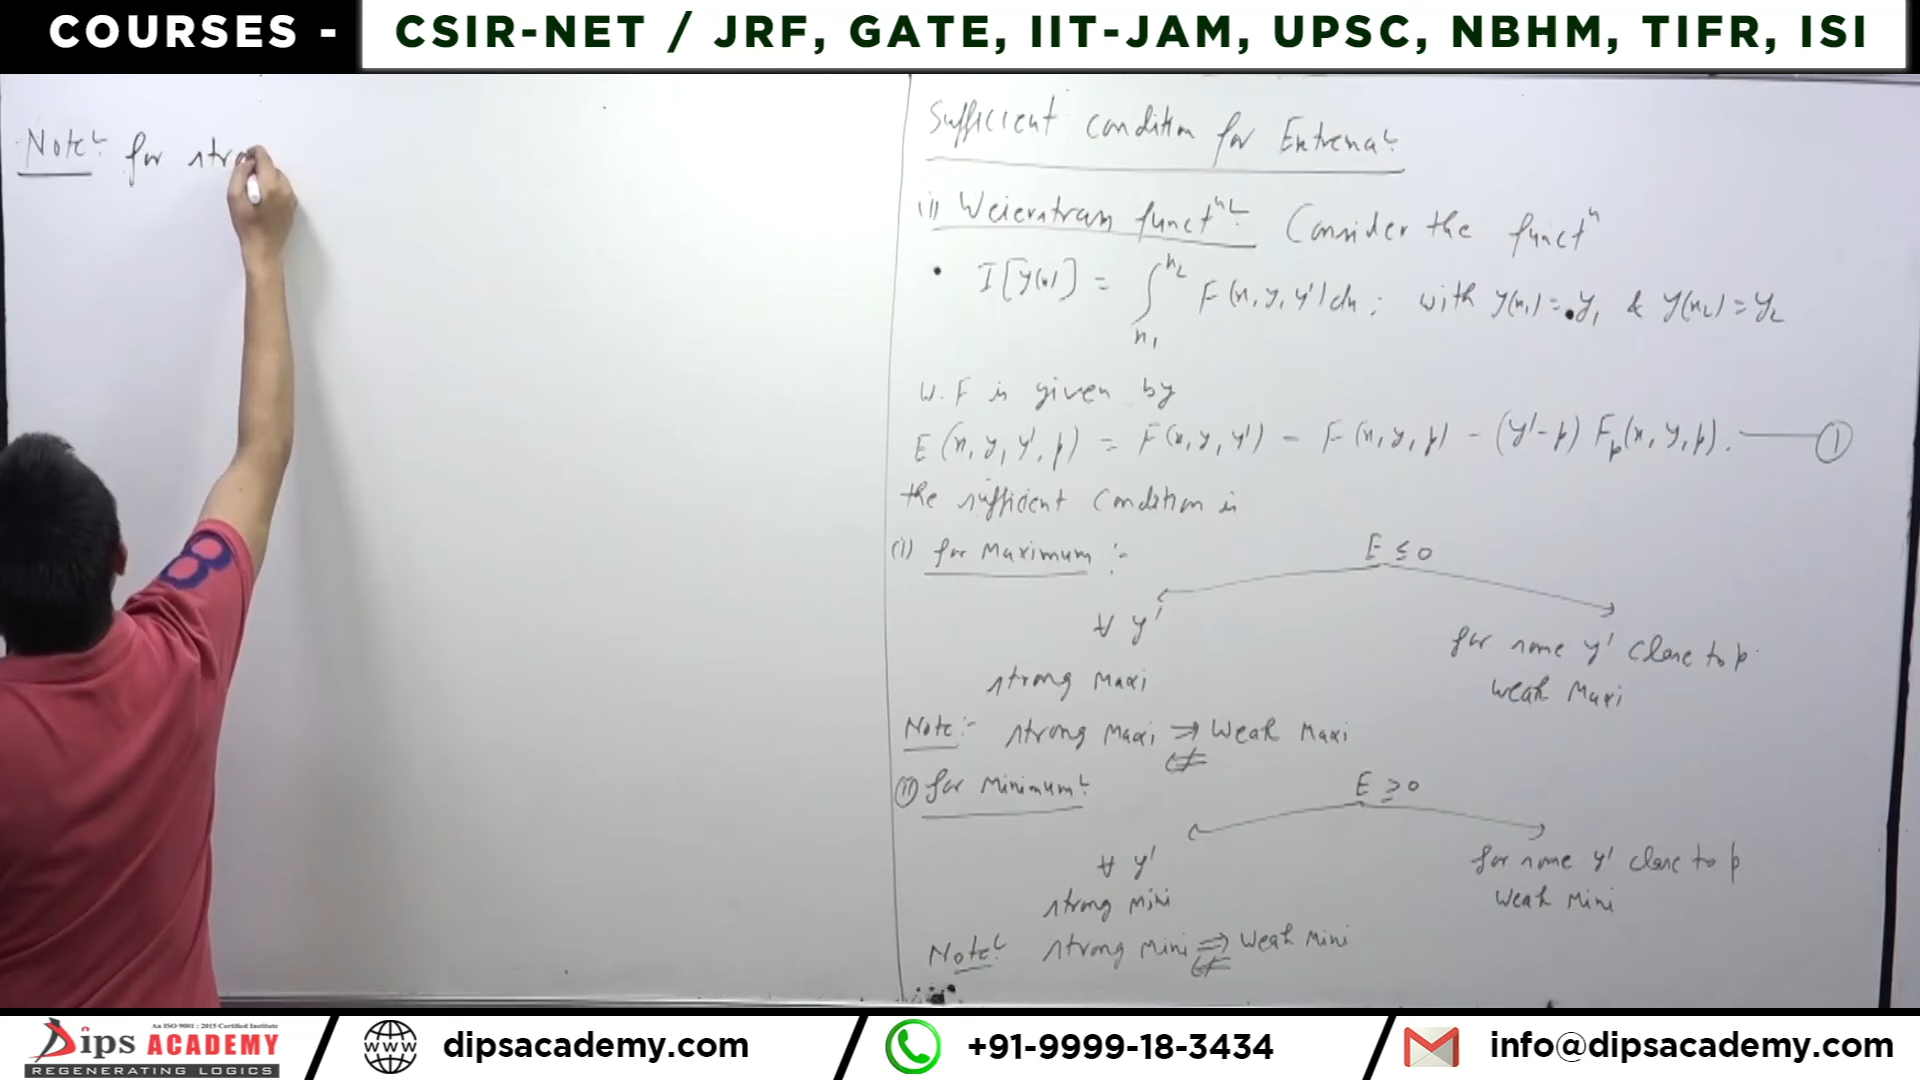 COURSES - CSIR-NET / JRF, GATE, IIT-JAM, UPSC, NBHM, TIFR, ISI
Note:- for stro
Sufficient condition for Extrema:-
(i) Weierstrass funct^n:- Consider the funct^n
• I[y(x)] = ∫_{x_1}^{x_2} F(x, y, y') dx ; with y(x_1) = y_1 & y(x_2) = y_2
W.F is given by
E(x, y, y', p) = F(x, y, y') - F(x, y, p) - (y'-p) F_p(x, y, p). —— ①
the sufficient condition is
(i) for Maximum :- E ≤ 0
∀ y' for some y' close to p
strong Maxi weak Maxi
Note:- strong Maxi ⇒ Weak Maxi
⇍
(ii) for Minimum:- E ≥ 0
∀ y' for some y' close to p
strong Mini Weak Mini
Note:- strong Mini ⇒ Weak Mini
⇍
An ISO 9001 : 2015 Certified Institute
Dips ACADEMY
REGENERATING LOGICS
WWW
dipsacademy.com
+91-9999-18-3434
info@dipsacademy.com